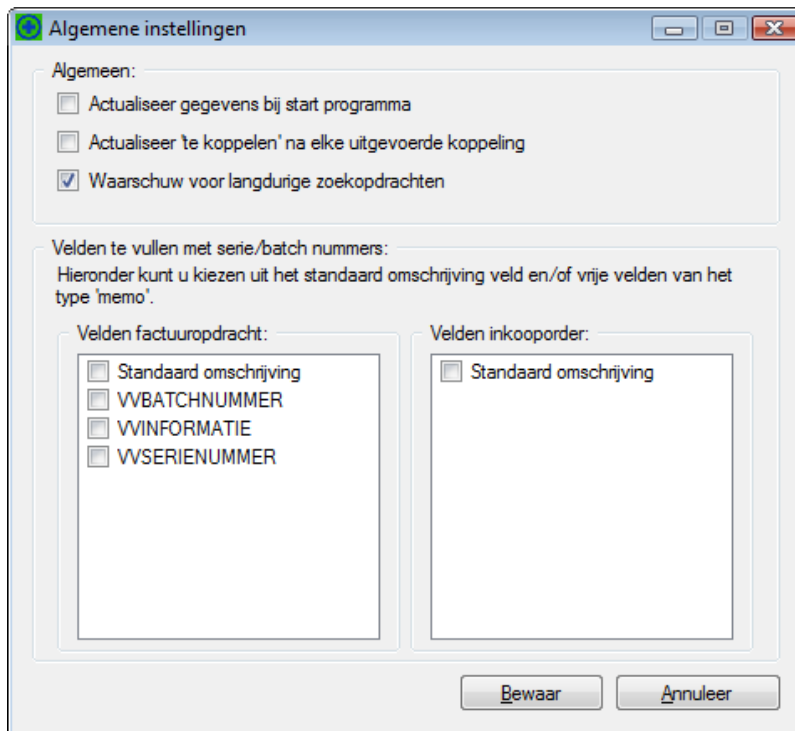 Algemene instellingen
Algemeen:
Actualiseer gegevens bij start programma
Actualiseer 'te koppelen' na elke uitgevoerde koppeling
Waarschuw voor langdurige zoekopdrachten
Velden te vullen met serie/batch nummers:
Hieronder kunt u kiezen uit het standaard omschrijving veld en/of vrije velden van het
type 'memo'.
Velden factuuropdracht:
Standaard omschrijving
VVBATCHNUMMER
VVINFORMATIE
VVSERIENUMMER
Velden inkooporder:
Standaard omschrijving
Bewaar
Annuleer